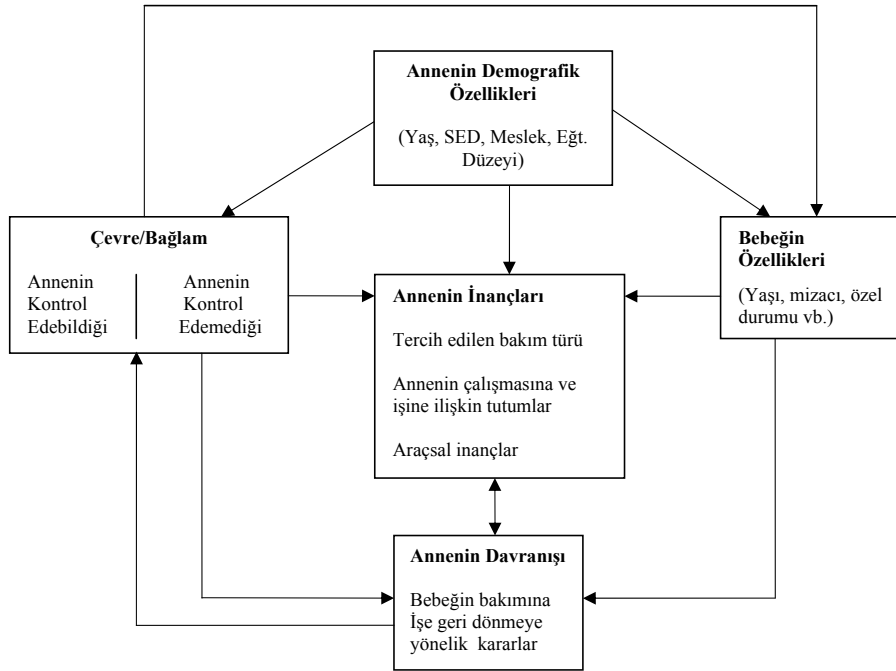 Annenin Demografik
Özellikleri
(Yaş, SED, Meslek, Eğt.
Düzeyi)
Çevre/Bağlam
Annenin
Kontrol
Edebildiği
Annenin
Kontrol
Edemediği
Bebeğin
Özellikleri
(Yaşı, mizacı, özel
durumu vb.)
Annenin İnançları
Tercih edilen bakım türü
Annenin çalışmasına ve
işine ilişkin tutumlar
Araçsal inançlar
Annenin Davranışı
Bebeğin bakımına
İşe geri dönmeye
yönelik kararlar